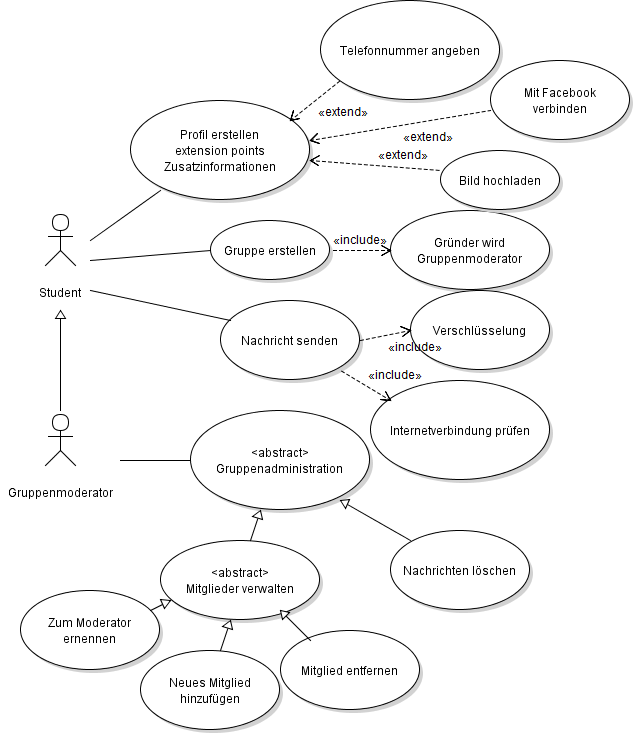 Telefonnummer angeben
«extend»
Mit Facebook
verbinden
«extend»
Profil erstellen
extension points
Zusatzinformationen
«extend»
Bild hochladen
Gruppe erstellen
«include»
Gründer wird
Gruppenmoderator
Student
Nachricht senden
«include»
Verschlüsselung
«include»
Internetverbindung prüfen
Gruppenmoderator
<abstract>
Gruppenadministration
Nachrichten löschen
<abstract>
Mitglieder verwalten
Zum Moderator
ernennen
Neues Mitglied
hinzufügen
Mitglied entfernen